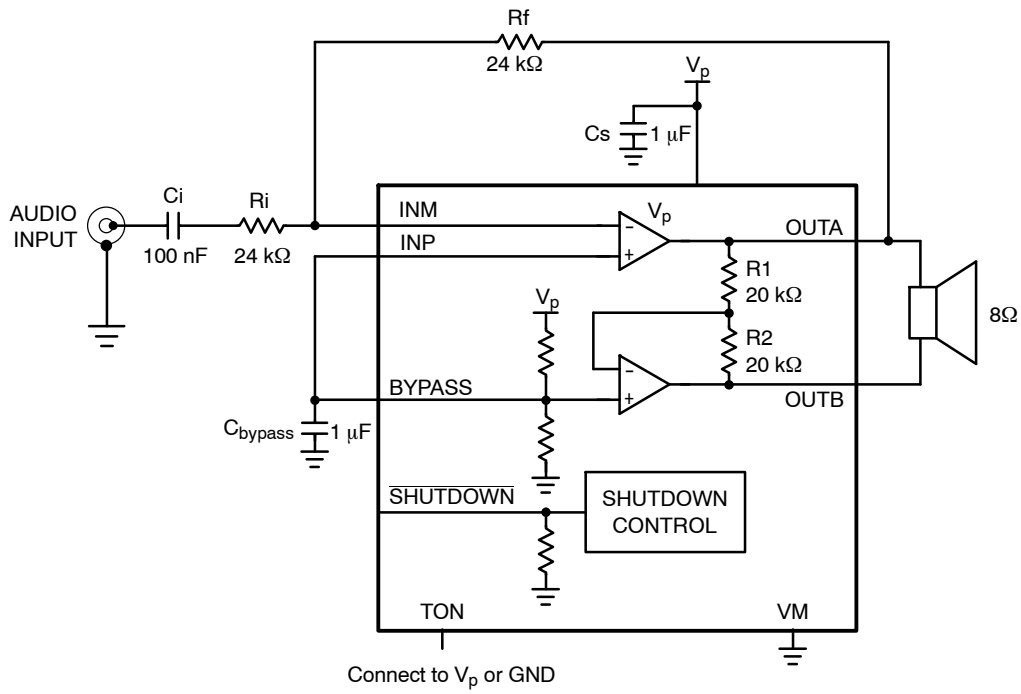 Rf
24 kΩ
Vp
Cs
1 μF
AUDIO
INPUT
Ci
100 nF
Ri
24 kΩ
INM
INP
Vp
-
+
OUTA
R1
20 kΩ
R2
20 kΩ
8Ω
Vp
-
+
BYPASS
OUTB
Cbypass
1 μF
SHUTDOWN
SHUTDOWN
CONTROL
TON
VM
Connect to Vp or GND